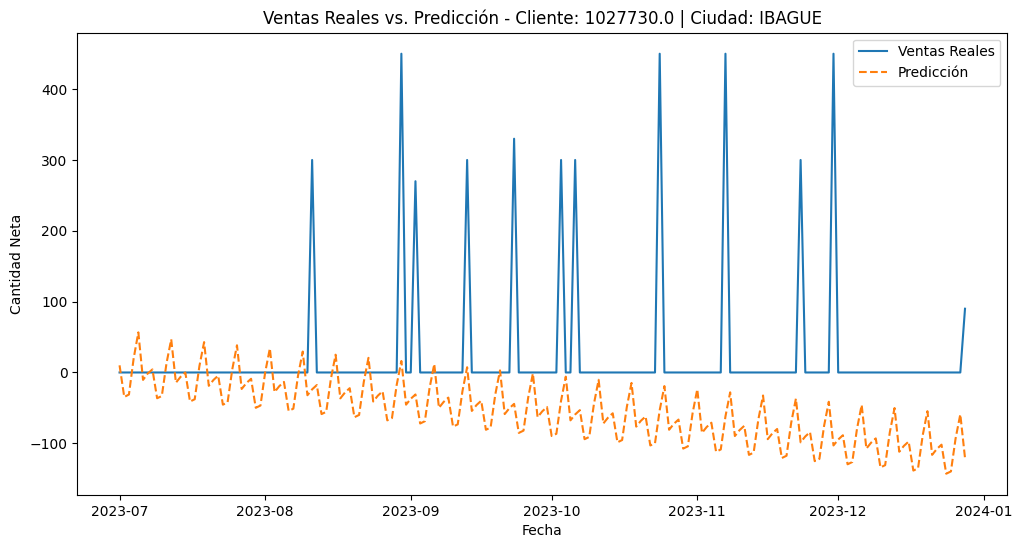 Ventas Reales vs. Predicción - Cliente: 1027730.0 | Ciudad: IBAGUE
Ventas Reales
Predicción
Cantidad Neta
400
300
200
100
0
−100
2023-07
2023-08
2023-09
2023-10
2023-11
2023-12
2024-01
Fecha